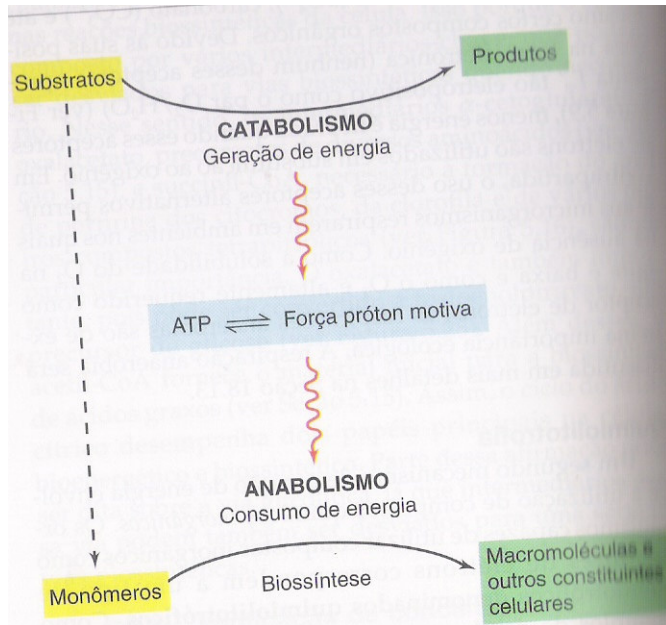 Substratos
Produtos
CATABOLISMO
Geração de energia
ATP ⇌ Força próton motiva
ANABOLISMO
Consumo de energia
Monômeros
Biossíntese
Macromoléculas e
outros constituintes
celulares